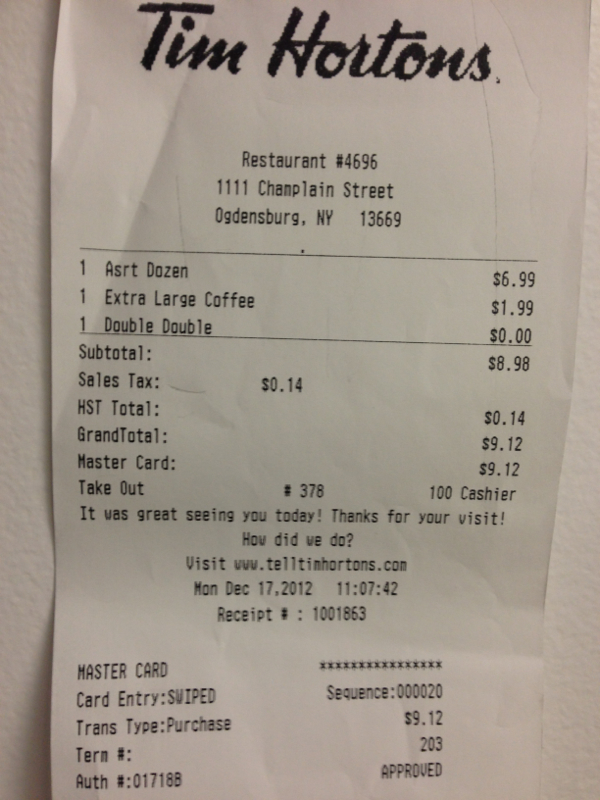 Tim Hortons.
Restaurant #4696
1111 Champlain Street
Ogdensburg, NY 13669
1 Asrt Dozen $6.99
1 Extra Large Coffee $1.99
1 Double Double $0.00
Subtotal: $8.98
Sales Tax: $0.14
HST Total: $0.14
GrandTotal: $9.12
Master Card: $9.12
Take Out # 378 100 Cashier
It was great seeing you today! Thanks for your visit!
How did we do?
Visit www.telltimhortons.com
Mon Dec 17,2012 11:07:42
Receipt # : 1001863
MASTER CARD ****************
Card Entry:SWIPED Sequence:000020
Trans Type:Purchase $9.12
Term #: 203
Auth #:01718B APPROVED